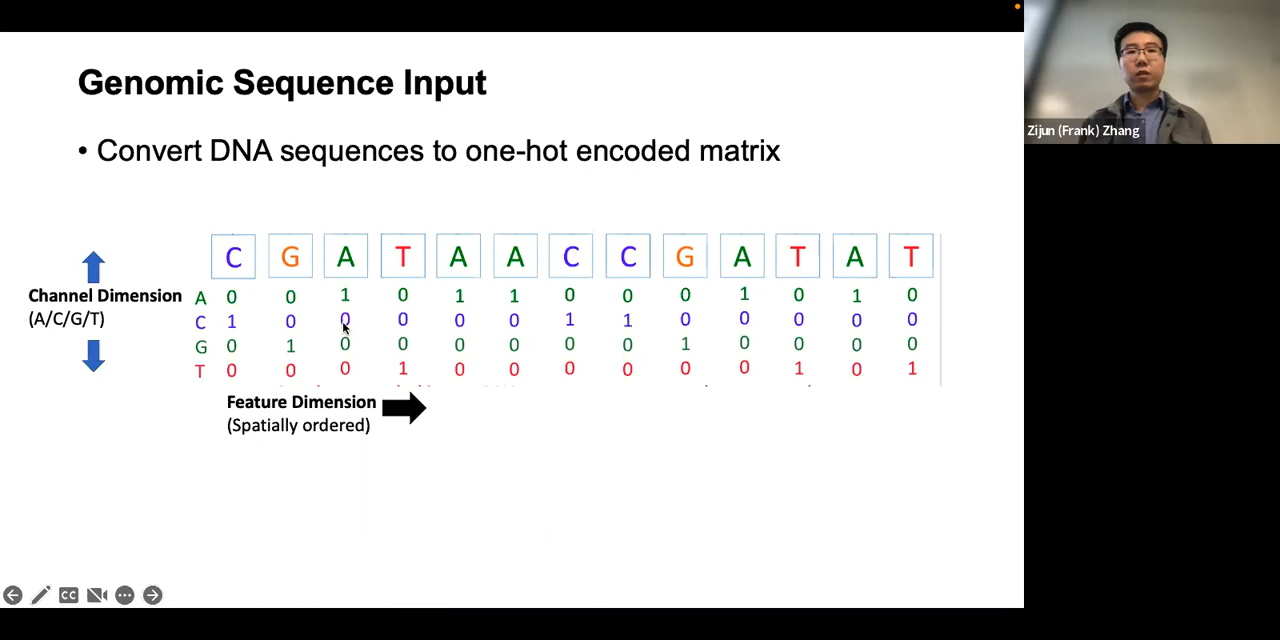 Genomic Sequence Input
• Convert DNA sequences to one-hot encoded matrix
C G A T A A C C G A T A T
Channel Dimension
(A/C/G/T)
A 0 0 1 0 1 1 0 0 0 1 0 1 0
C 1 0 0 0 0 0 1 1 0 0 0 0 0
G 0 1 0 0 0 0 0 0 1 0 0 0 0
T 0 0 0 1 0 0 0 0 0 0 1 0 1
Feature Dimension
(Spatially ordered)
CC
Zijun (Frank) Zhang